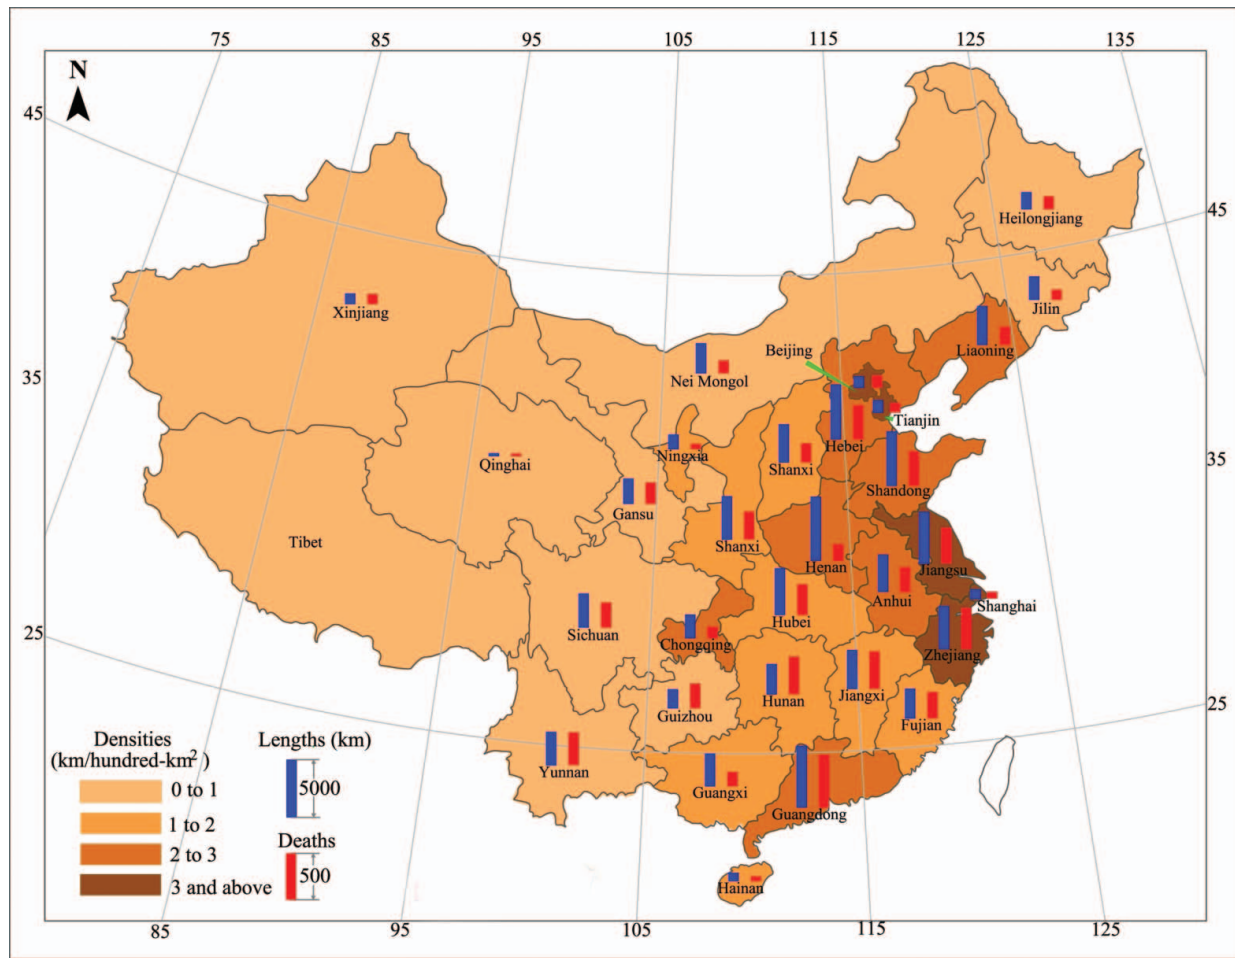 75
85
95
105
115
125
135
N
45
Heilongjiang
45
Jilin
Xinjiang
Liaoning
Beijing
Nei Mongol
35
Tianjin
Hebei
Ningxia
Shanxi
Qinghai
35
Shandong
Gansu
Shanxi
Tibet
Henan
Jiangsu
Anhui
Shanghai
Hubei
25
Sichuan
Chongqing
Zhejiang
Jiangxi
Hunan
25
Guizhou
Fujian
Yunnan
Guangxi
Guangdong
Hainan
Densities
(km/hundred-km2 )
0 to 1
1 to 2
2 to 3
3 and above
Lengths (km)
5000
Deaths
500
85
95
105
115
125